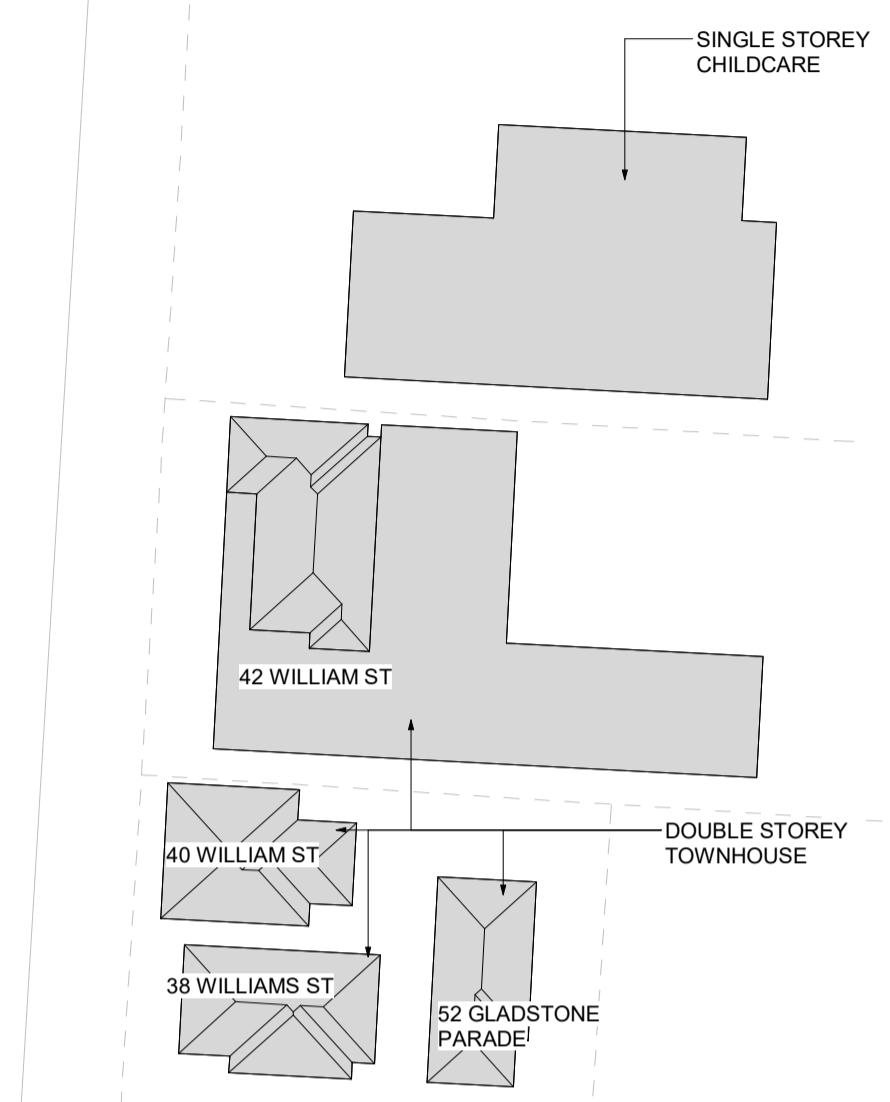 SINGLE STOREY
CHILDCARE
42 WILLIAM ST
DOUBLE STOREY
TOWNHOUSE
40 WILLIAM ST
38 WILLIAMS ST
52 GLADSTONE
PARADE